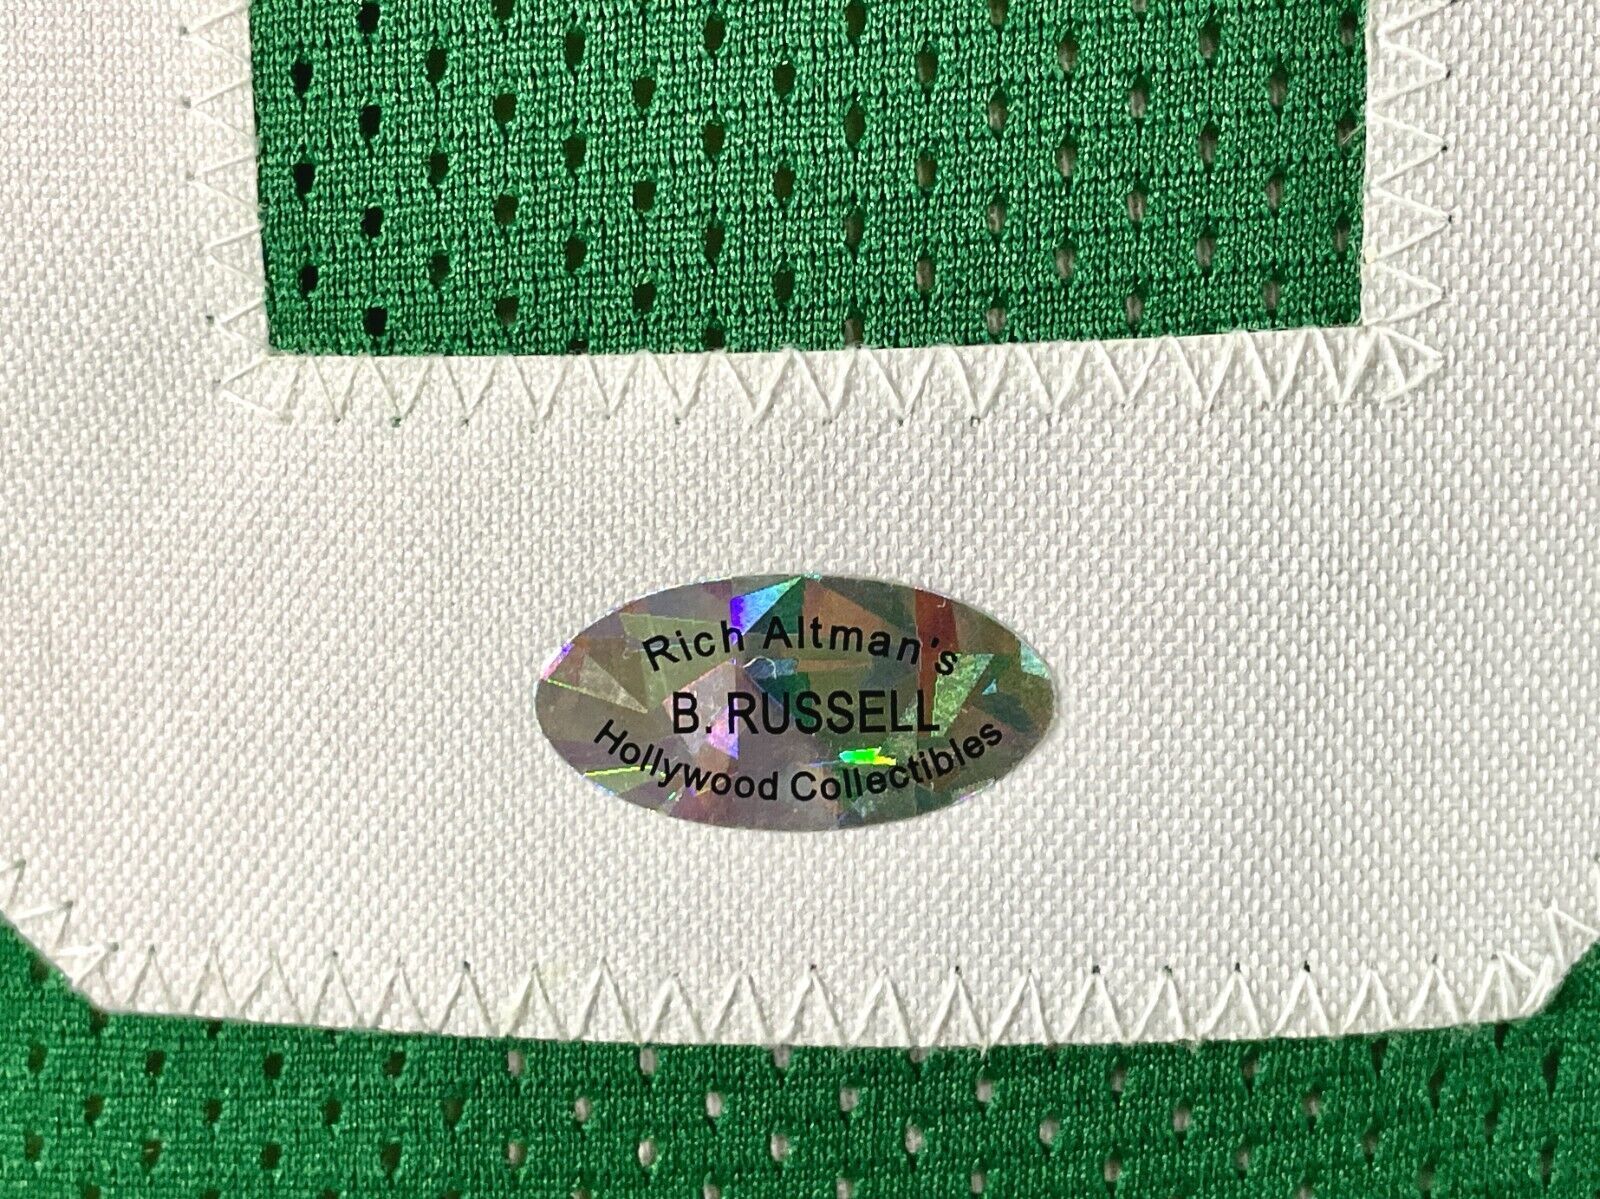 Rich Altman's
B. RUSSELL
Hollywood Collectibles